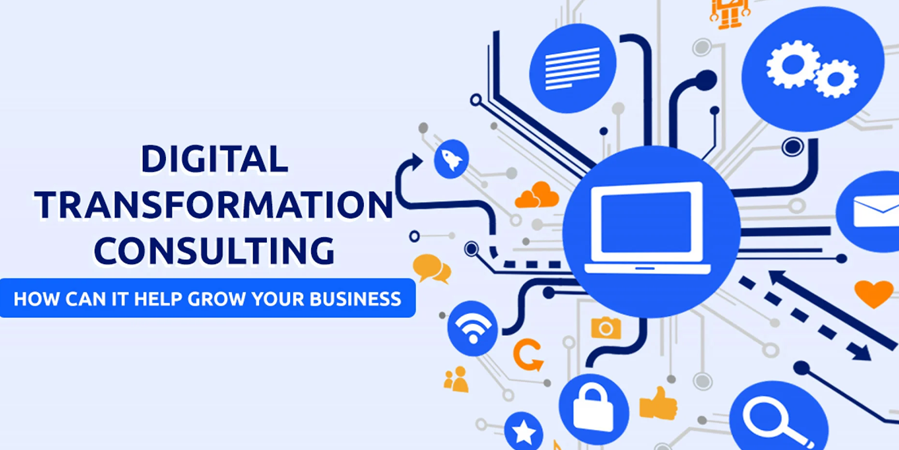 DIGITAL
TRANSFORMATION
CONSULTING
HOW CAN IT HELP GROW YOUR BUSINESS